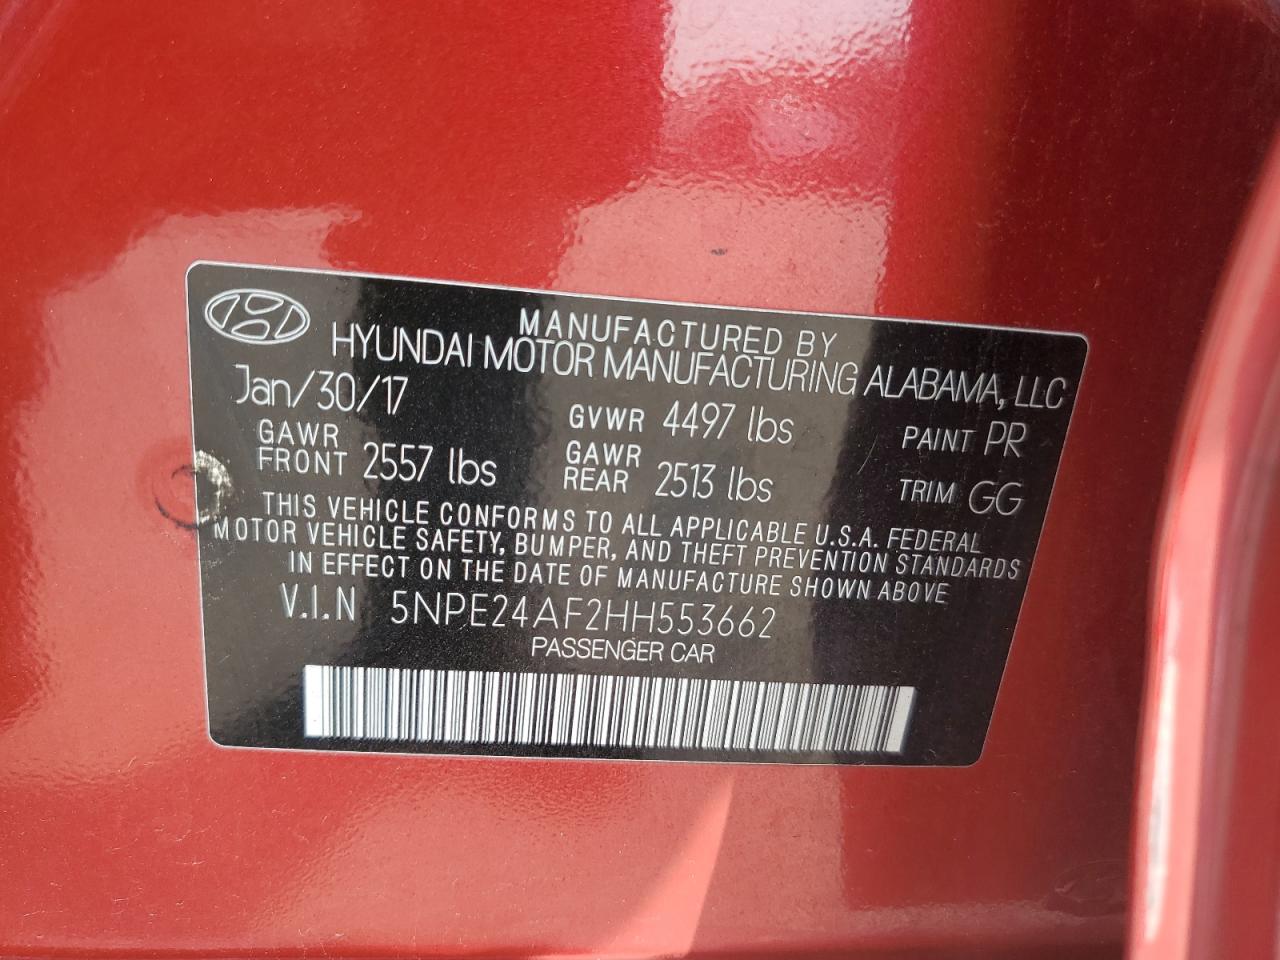 MANUFACTURED BY
HYUNDAI MOTOR MANUFACTURING ALABAMA, LLC
Jan/30/17
GVWR 4497 lbs
PAINT PR
GAWR FRONT 2557 lbs
GAWR REAR 2513 lbs
TRIM GG
THIS VEHICLE CONFORMS TO ALL APPLICABLE U.S.A. FEDERAL
MOTOR VEHICLE SAFETY, BUMPER, AND THEFT PREVENTION STANDARDS
IN EFFECT ON THE DATE OF MANUFACTURE SHOWN ABOVE
V.I.N 5NPE24AF2HH553662
PASSENGER CAR